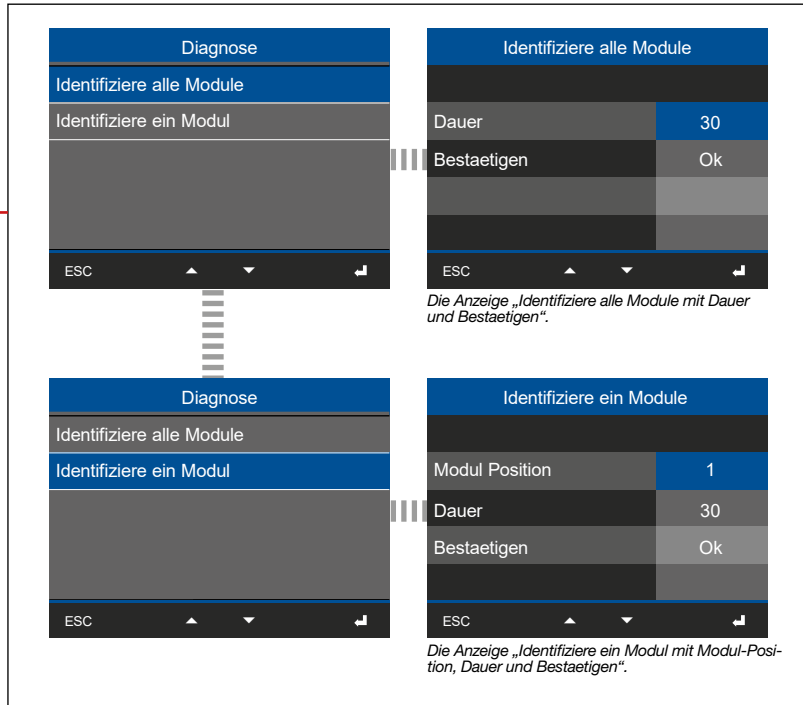 Diagnose
Identifiziere alle Module
Identifiziere ein Modul
ESC
Identifiziere alle Module
Dauer 30
Bestaetigen Ok
ESC
Die Anzeige „Identifiziere alle Module mit Dauer
und Bestaetigen“.
Diagnose
Identifiziere alle Module
Identifiziere ein Modul
ESC
Identifiziere ein Module
Modul Position 1
Dauer 30
Bestaetigen Ok
ESC
Die Anzeige „Identifiziere ein Modul mit Modul-Posi-
tion, Dauer und Bestaetigen“.